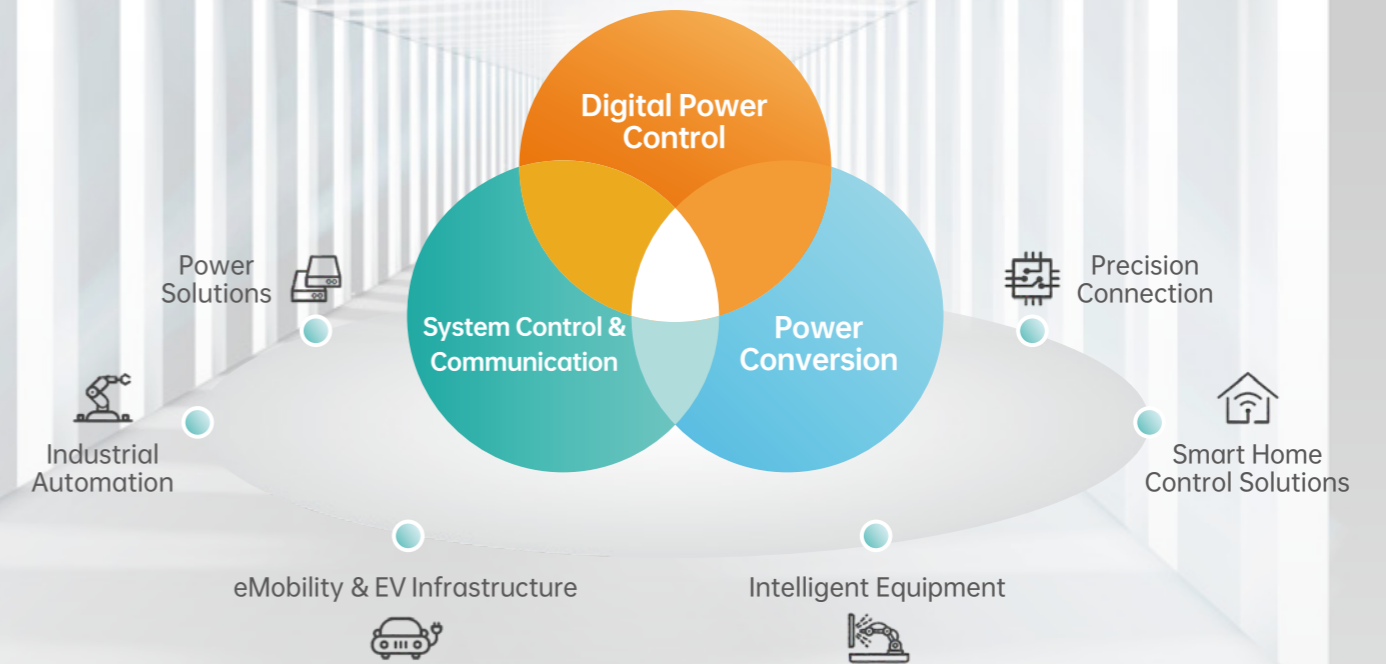 Digital Power
Control
System Control &
Communication
Power
Conversion
Power
Solutions
Precision
Connection
Industrial
Automation
Smart Home
Control Solutions
eMobility & EV Infrastructure
Intelligent Equipment